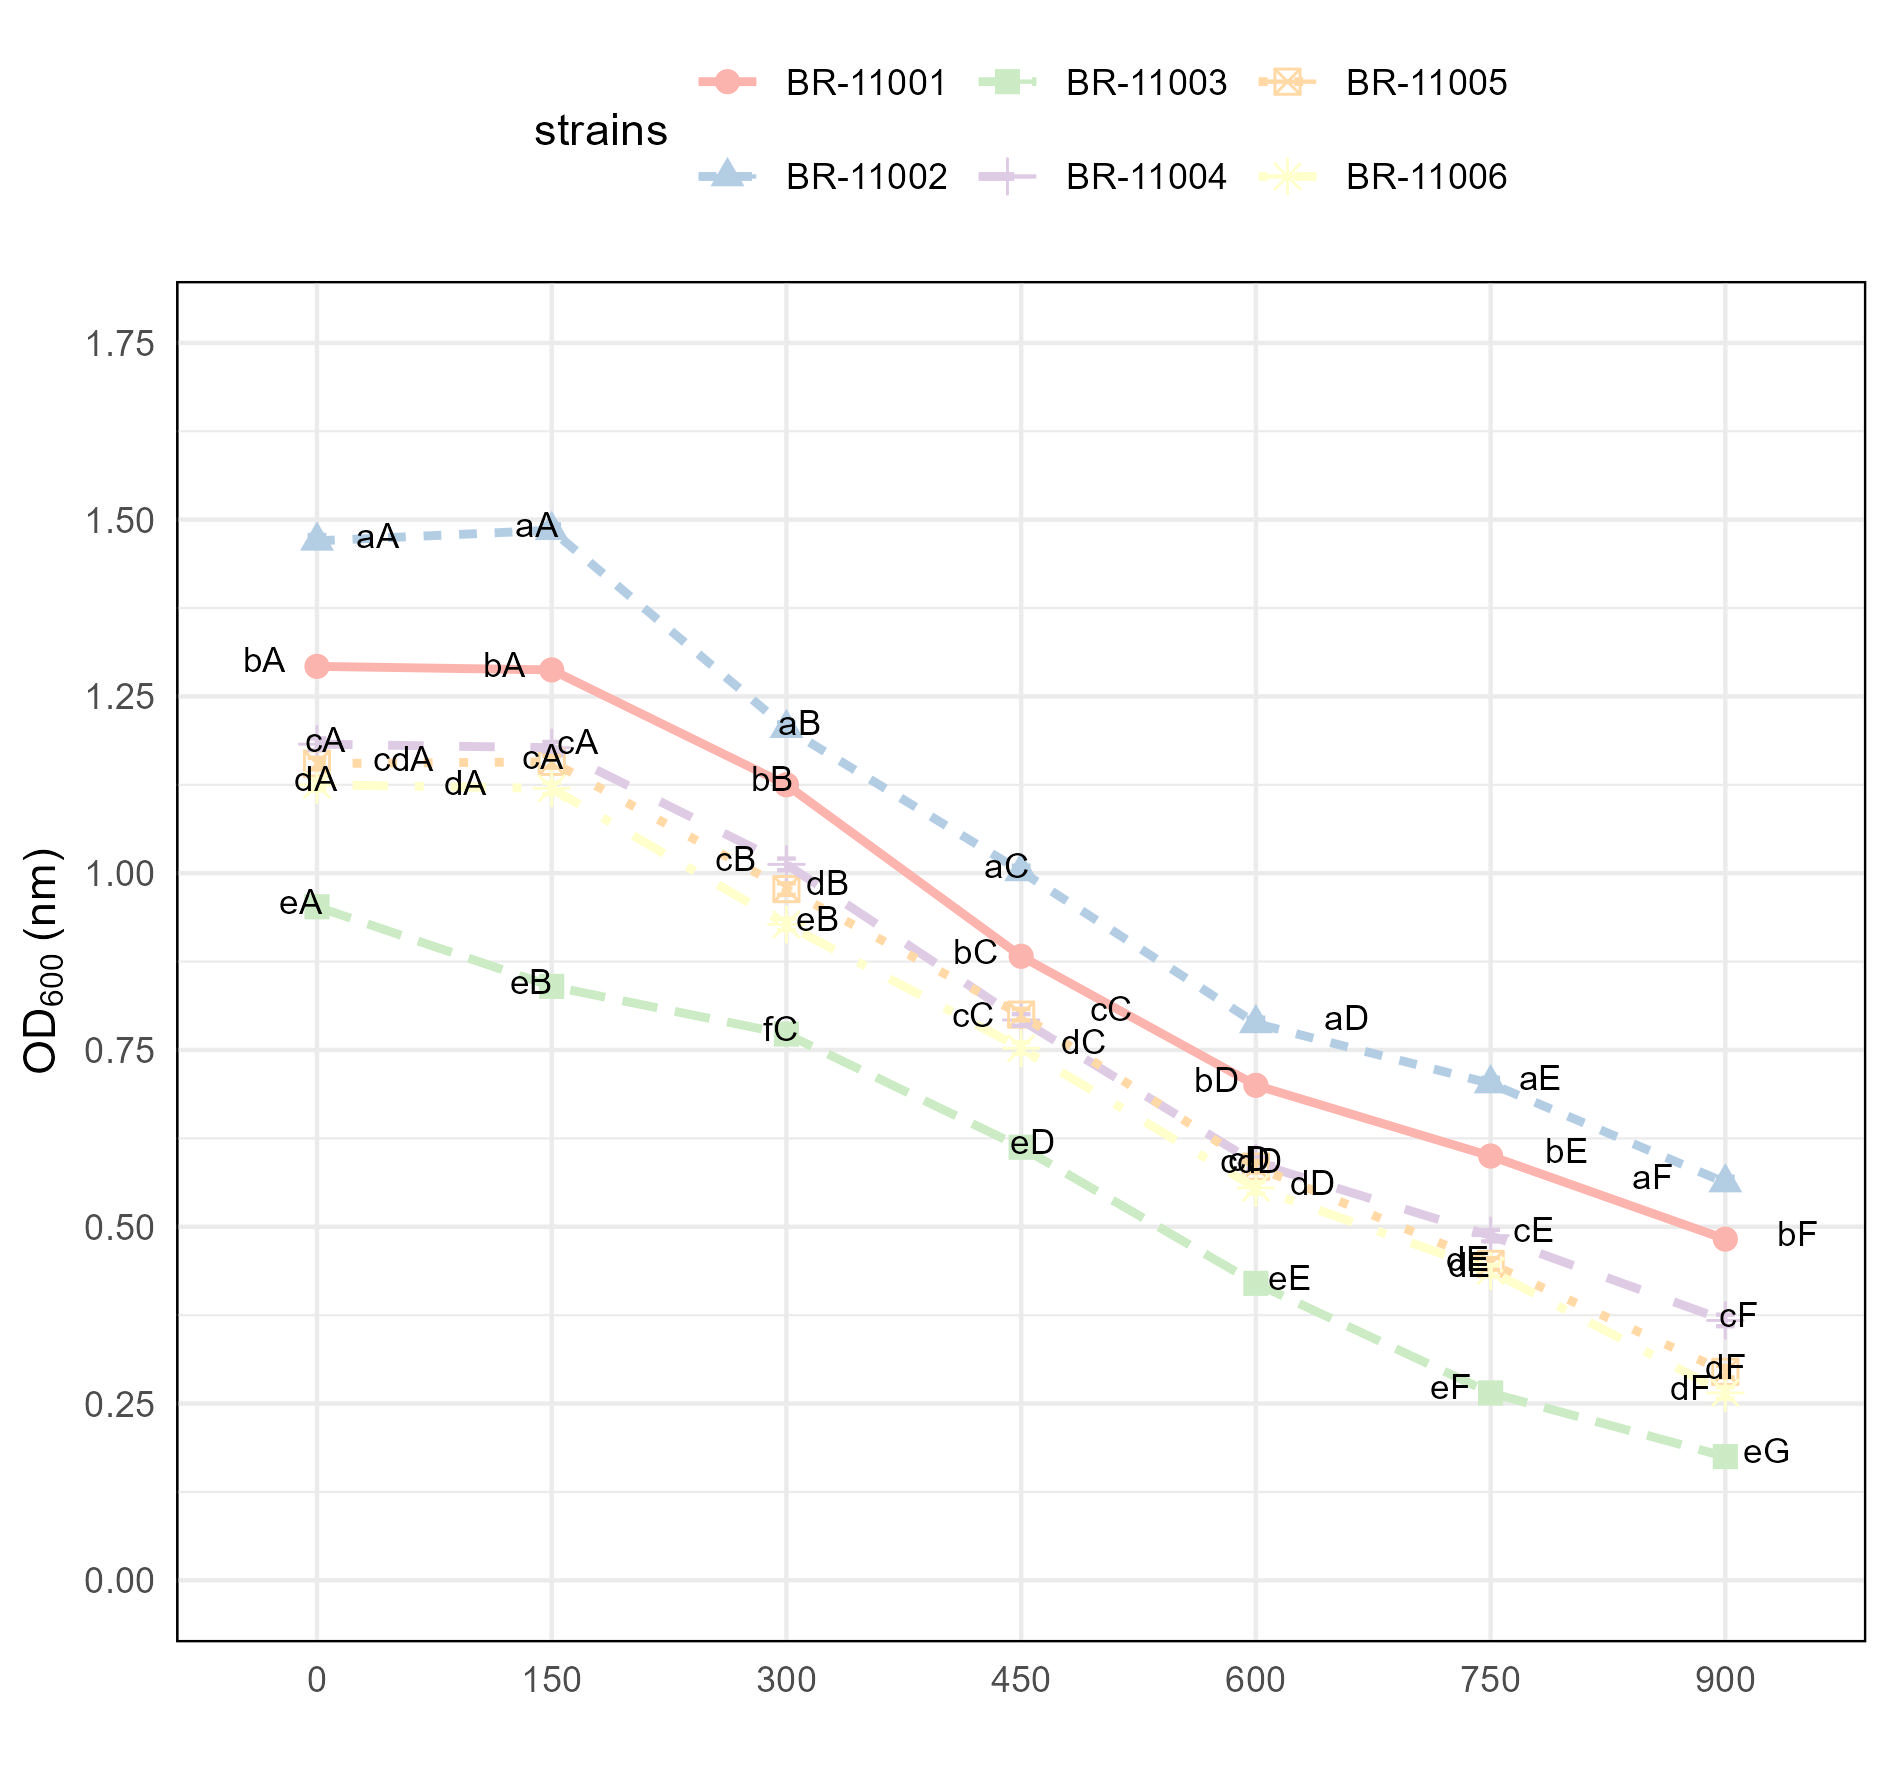 strains
BR-11001
BR-11003
BR-11005
BR-11002
BR-11004
BR-11006
OD600 (nm)
1.75
1.50
1.25
1.00
0.75
0.50
0.25
0.00
aA
aA
bA
bA
cA
cA
cdA
cA
dA
dA
aB
bB
cB
dB
eB
eA
eB
fC
aC
bC
cC
cC
dC
eD
aD
bD
cD
cdD
dD
eE
aE
bE
cE
dE
dE
eF
aF
bF
cF
dF
dF
eG
0
150
300
450
600
750
900